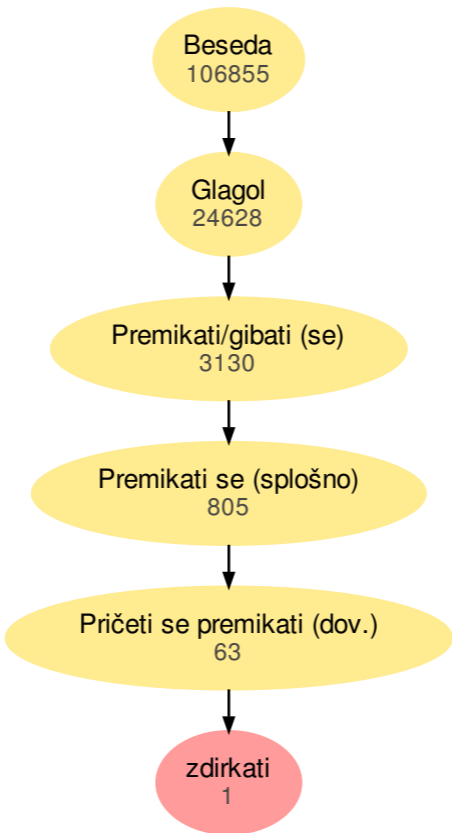 Beseda
106855
Glagol
24628
Premikati/gibati (se)
3130
Premikati se (splošno)
805
Pričeti se premikati (dov.)
63
zdirkati
1